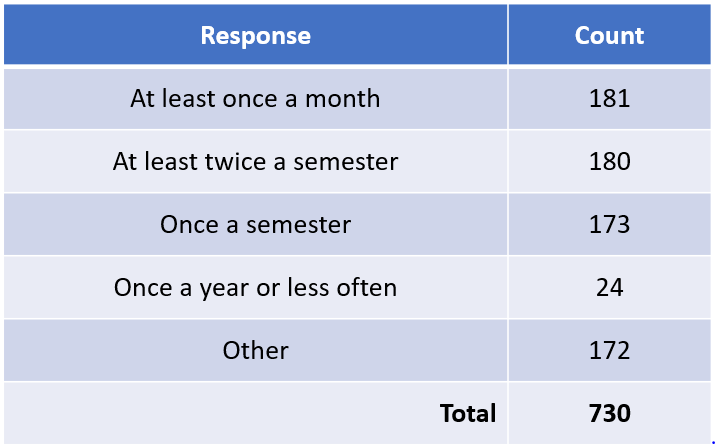 Response Count
At least once a month 181
At least twice a semester 180
Once a semester 173
Once a year or less often 24
Other 172
Total 730